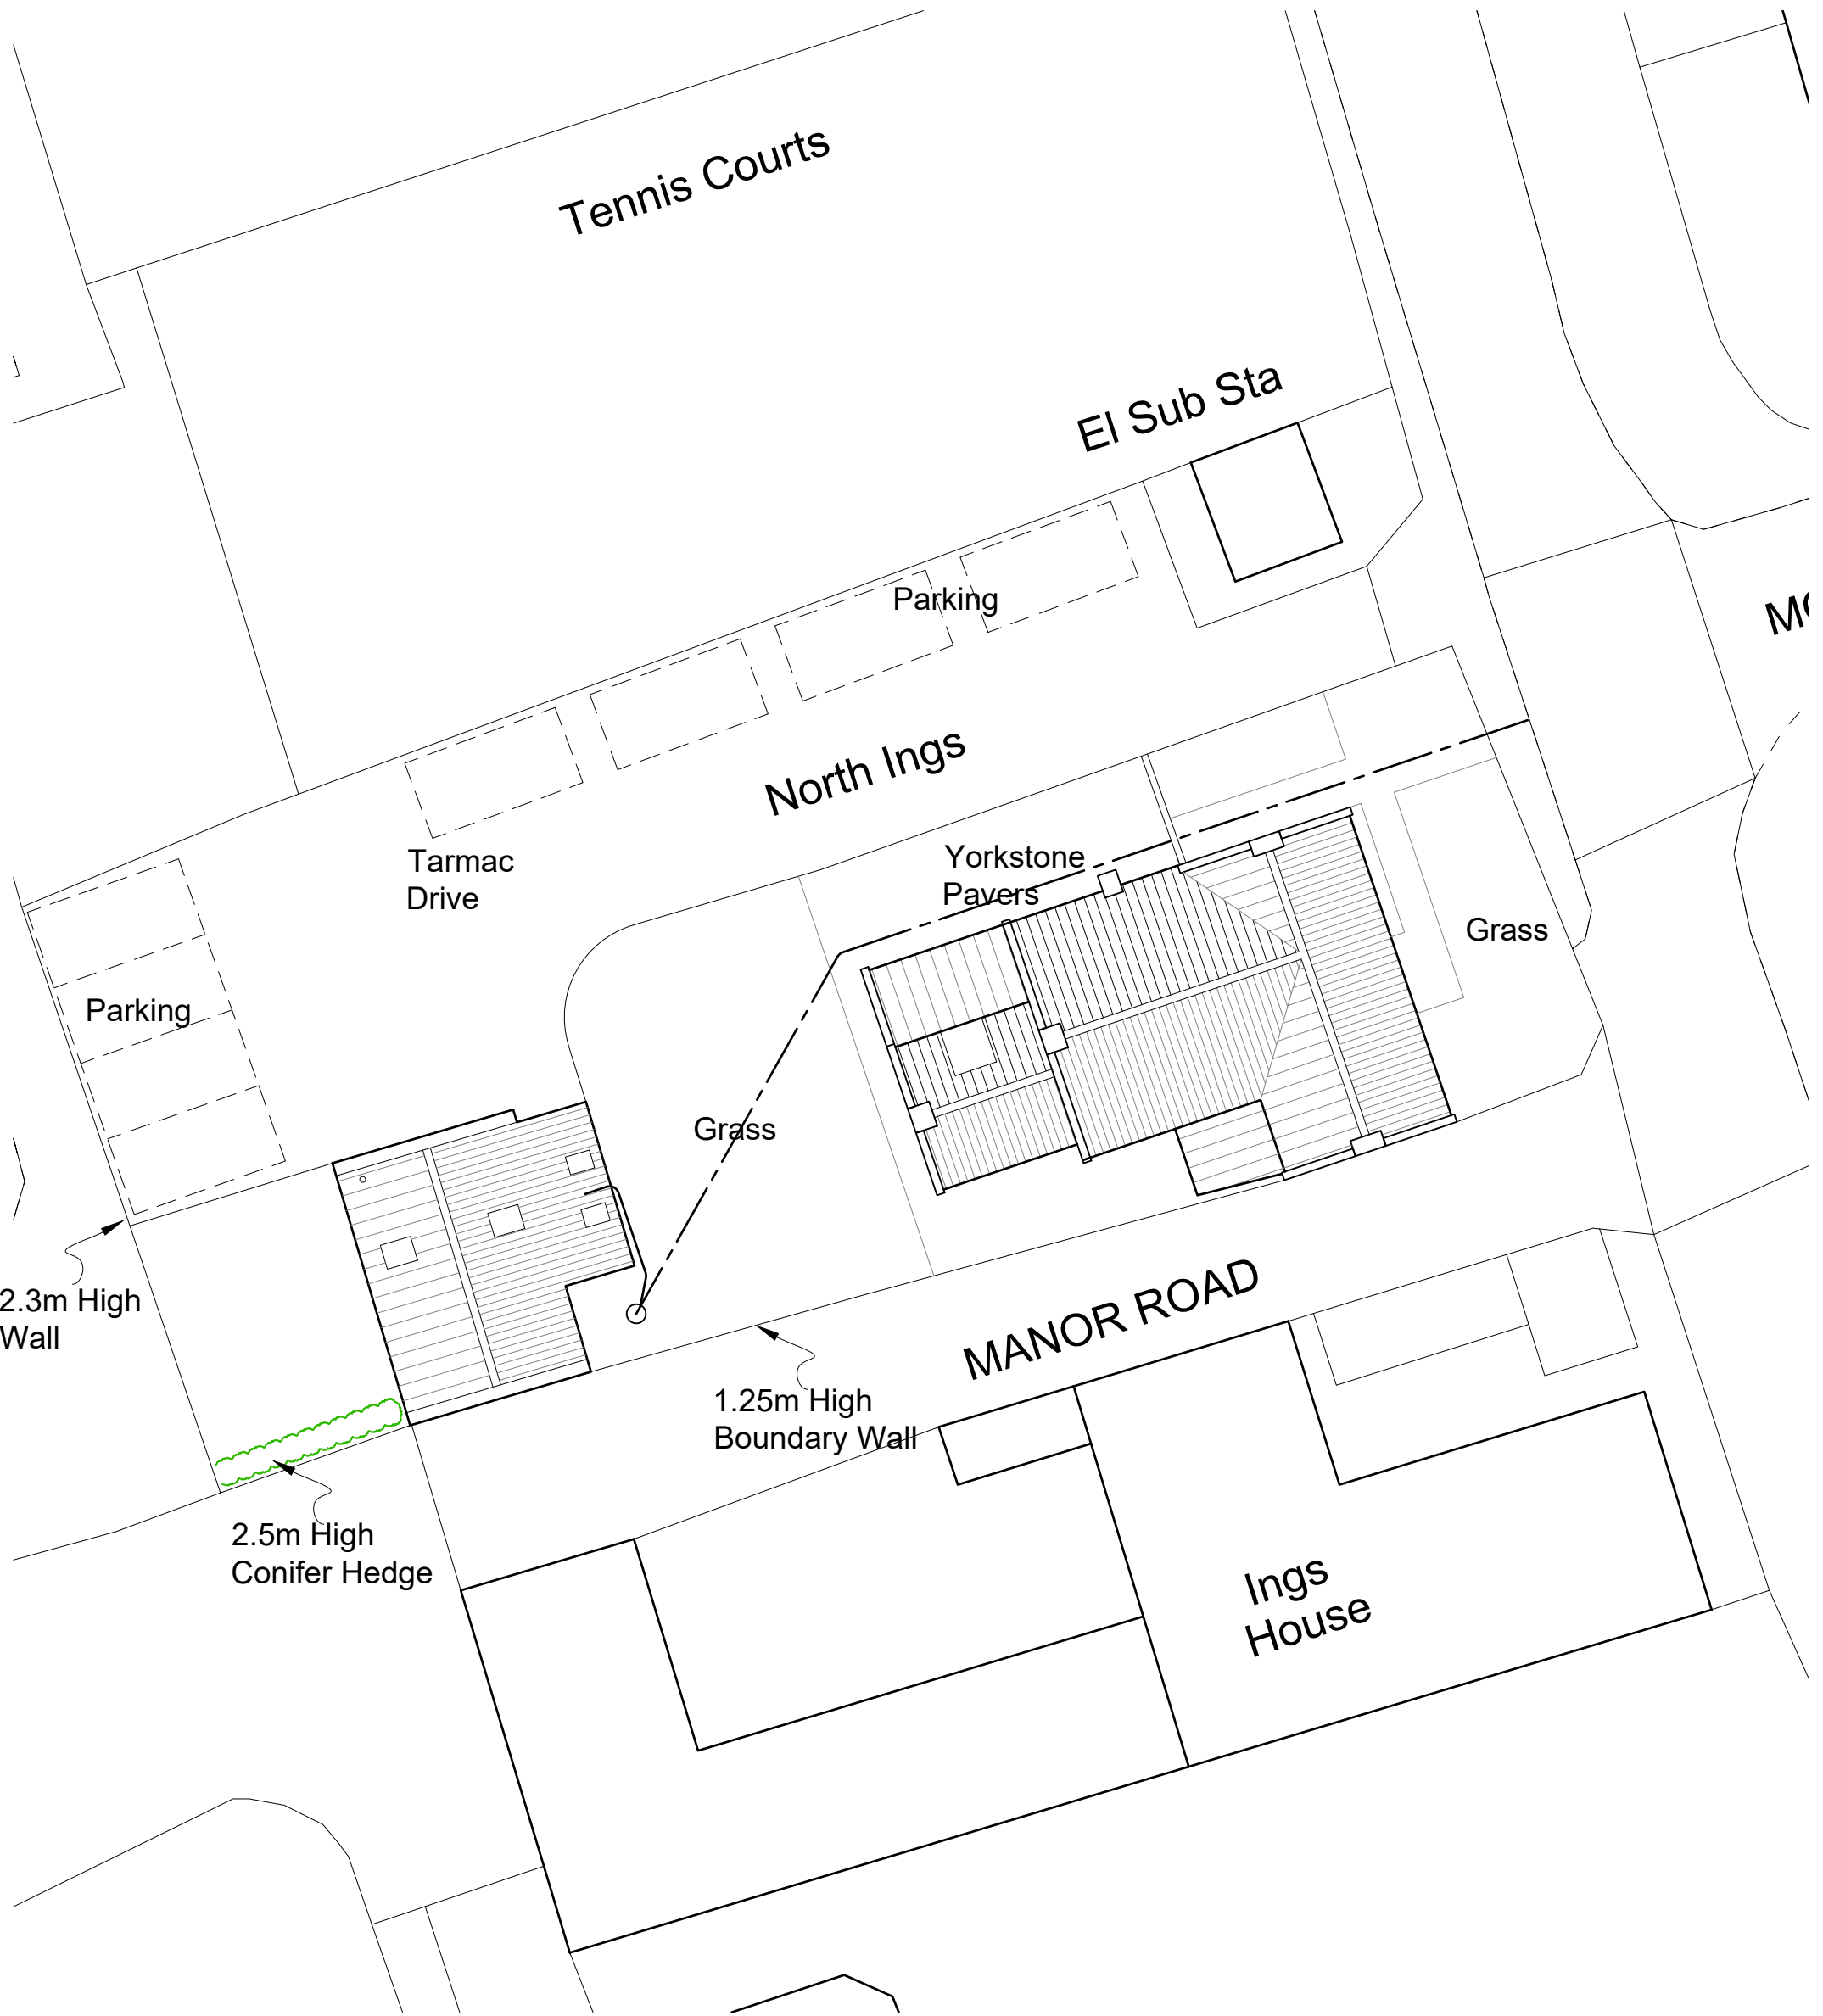 Tennis Courts
El Sub Sta
Parking
North Ings
Tarmac
Drive
Yorkstone
Pavers
Grass
Parking
Grass
2.3m High
Wall
MANOR ROAD
1.25m High
Boundary Wall
2.5m High
Conifer Hedge
Ings
House